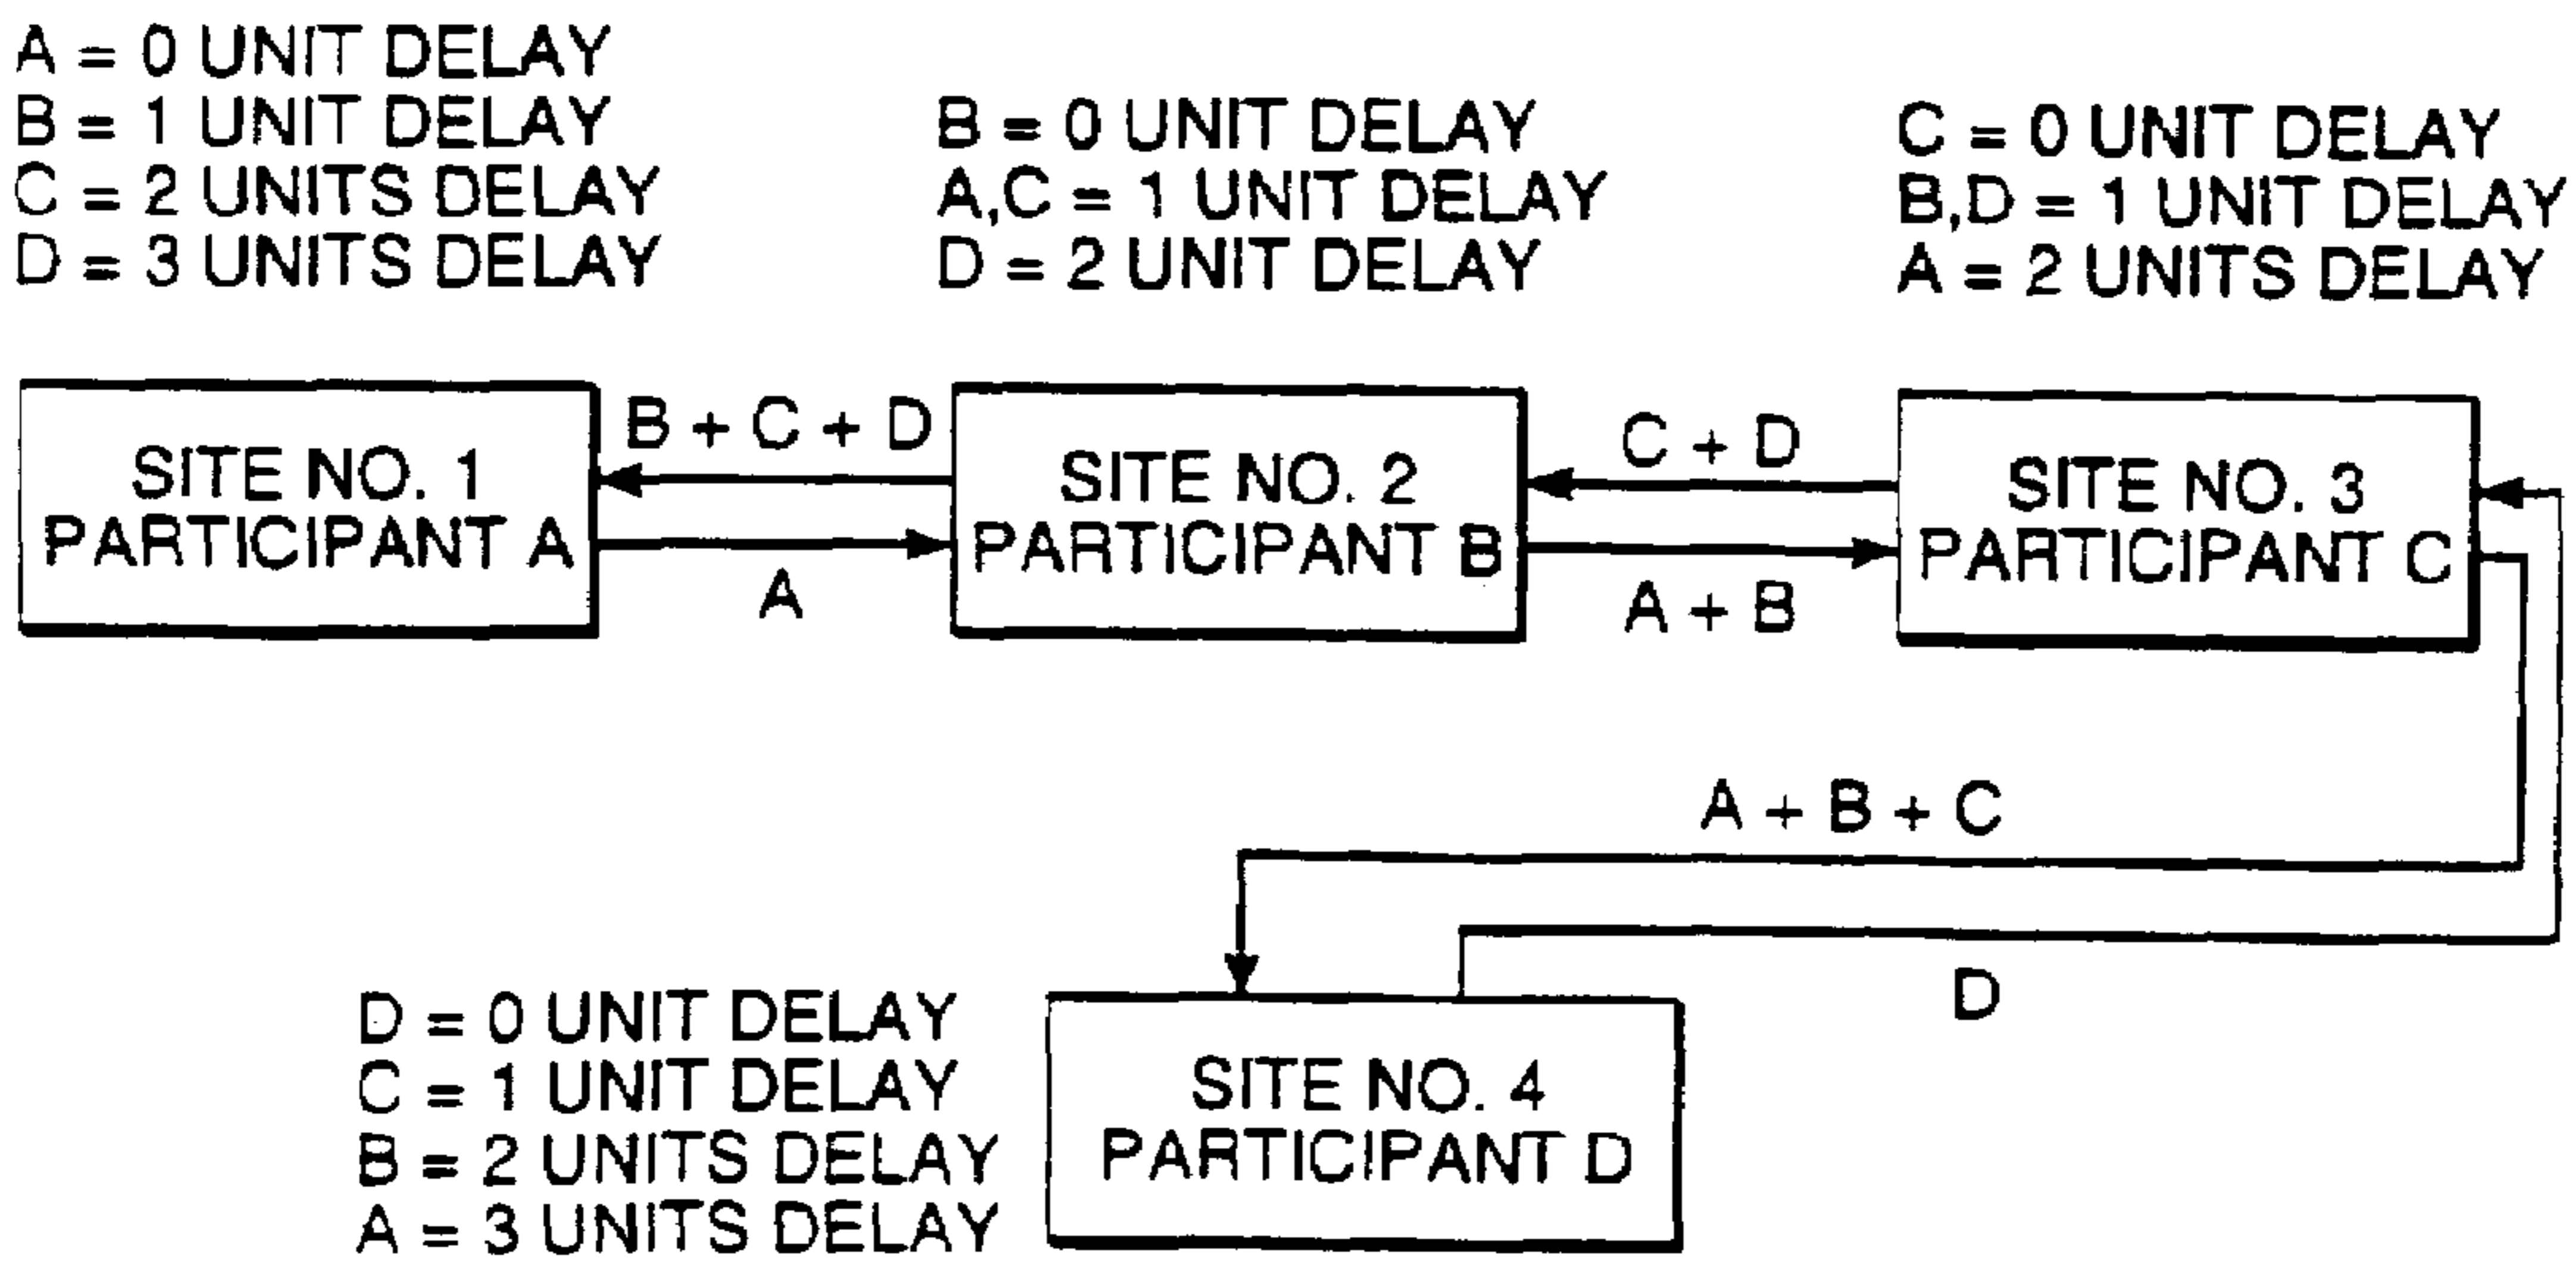 A = 0 UNIT DELAY
B = 1 UNIT DELAY
C = 2 UNITS DELAY
D = 3 UNITS DELAY
B = 0 UNIT DELAY
A,C = 1 UNIT DELAY
D = 2 UNIT DELAY
C = 0 UNIT DELAY
B,D = 1 UNIT DELAY
A = 2 UNITS DELAY
SITE NO. 1
PARTICIPANT A
B + C + D
A
SITE NO. 2
PARTICIPANT B
C + D
A + B
SITE NO. 3
PARTICIPANT C
A + B + C
D
D = 0 UNIT DELAY
C = 1 UNIT DELAY
B = 2 UNITS DELAY
A = 3 UNITS DELAY
SITE NO. 4
PARTICIPANT D